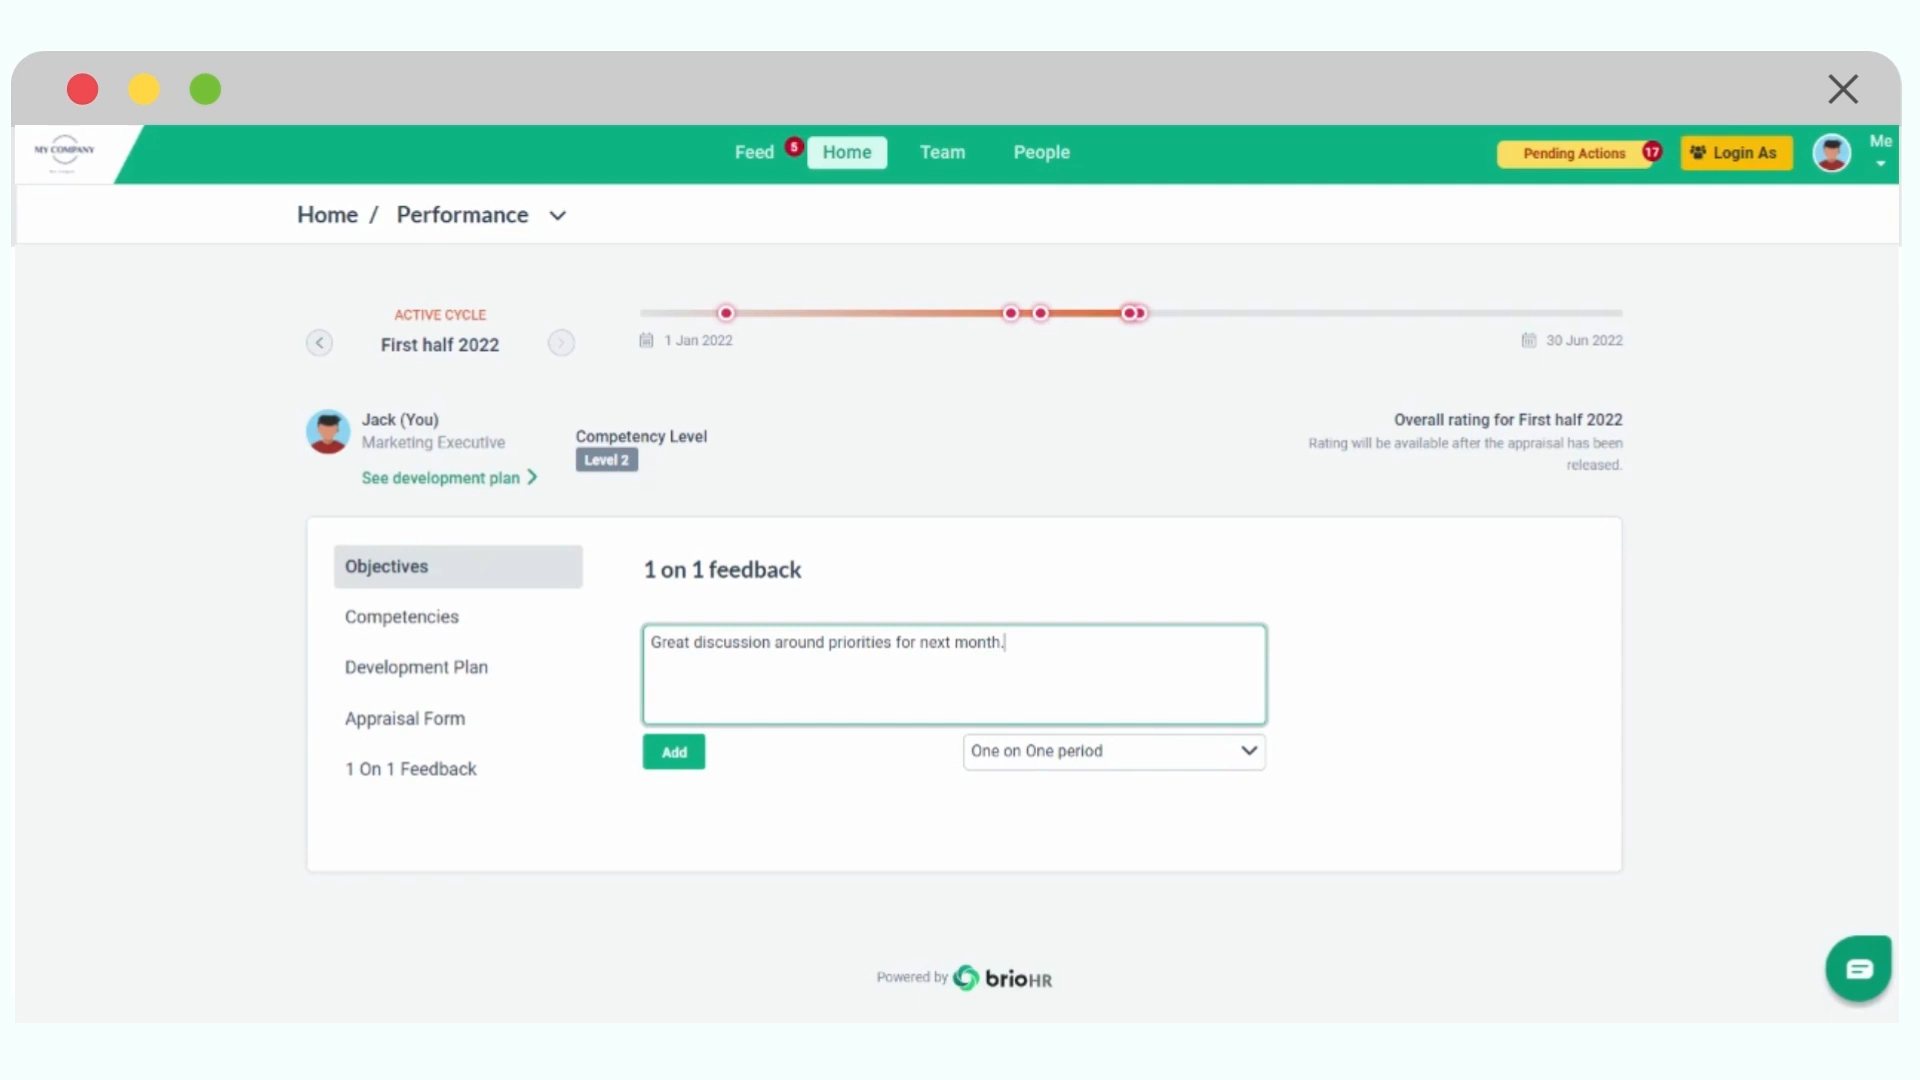 MY COMPANY
Feed 5 Home Team People
Pending Actions 17 Login As Me
Home / Performance
ACTIVE CYCLE
First half 2022
1 Jan 2022
30 Jun 2022
Jack (You)
Marketing Executive
See development plan
Competency Level
Level 2
Overall rating for First half 2022
Rating will be available after the appraisal has been
released.
Objectives
Competencies
Development Plan
Appraisal Form
1 On 1 Feedback
1 on 1 feedback
Great discussion around priorities for next month.
Add
One on One period
Powered by brioHR